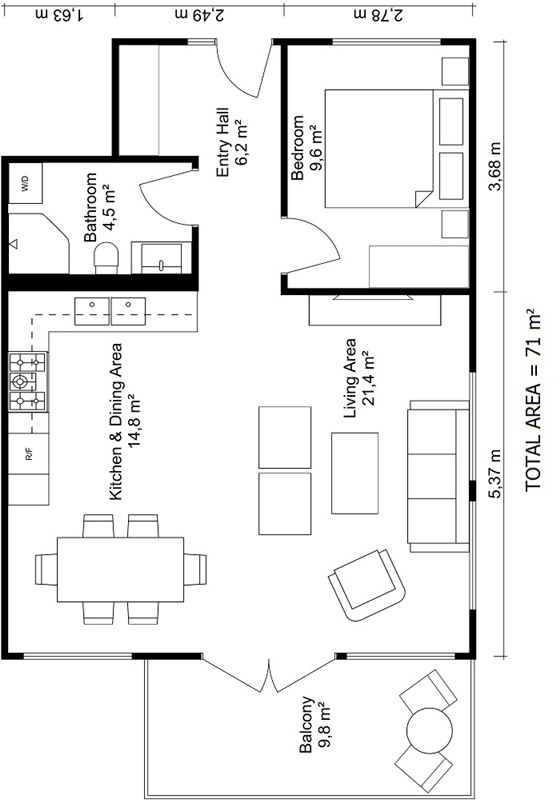 1,63 m
2,49 m
2,78 m
Entry Hall
6,2 m²
Bedroom
9,6 m²
3,68 m
W/D
Bathroom
4,5 m²
Kitchen & Dining Area
14,8 m²
Living Area
21,4 m²
R/F
5,37 m
TOTAL AREA = 71 m²
Balcony
9,8 m²